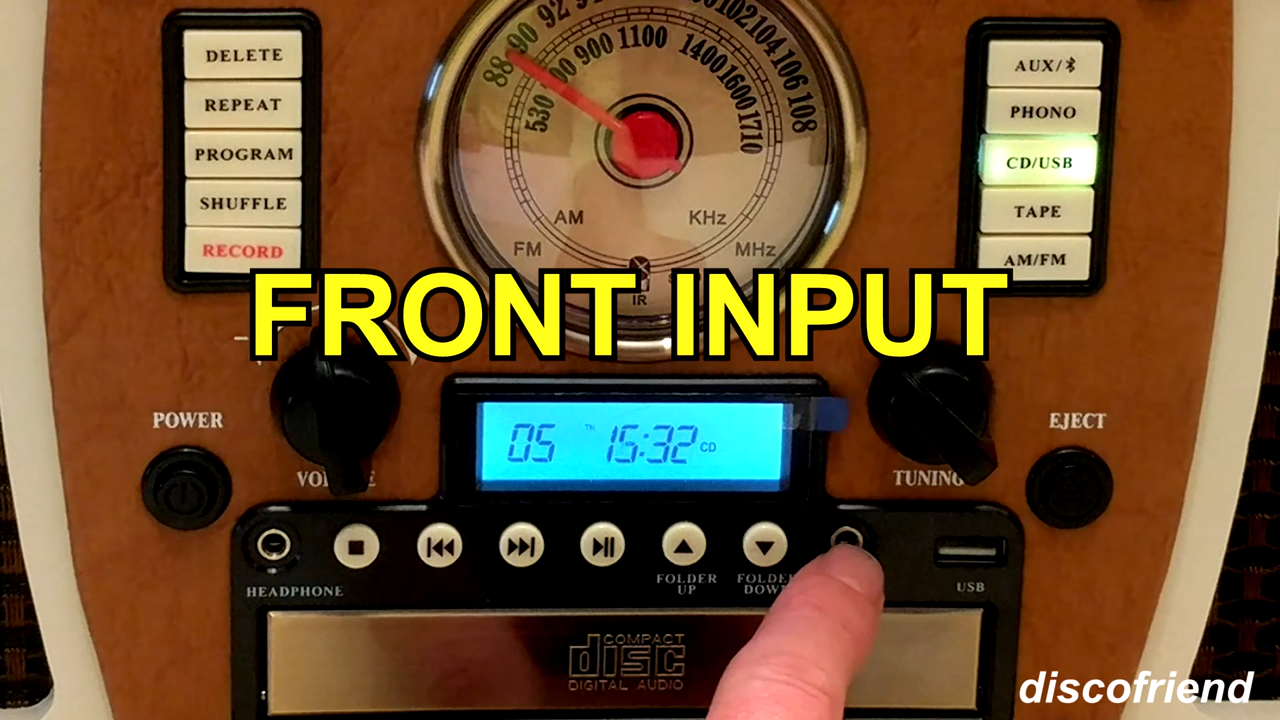 DELETE
REPEAT
PROGRAM
SHUFFLE
RECORD
88 90 92 102 104 106 108
530 900 1100 1400 1600 1710
AM KHz
FM MHz
IR
AUX/
PHONO
CD/USB
TAPE
AM/FM
FRONT INPUT
POWER
TUNING
EJECT
05 TR 15:32 CD
HEADPHONE
FOLDER
UP
USB
COMPACT
disc
DIGITAL AUDIO
discofriend